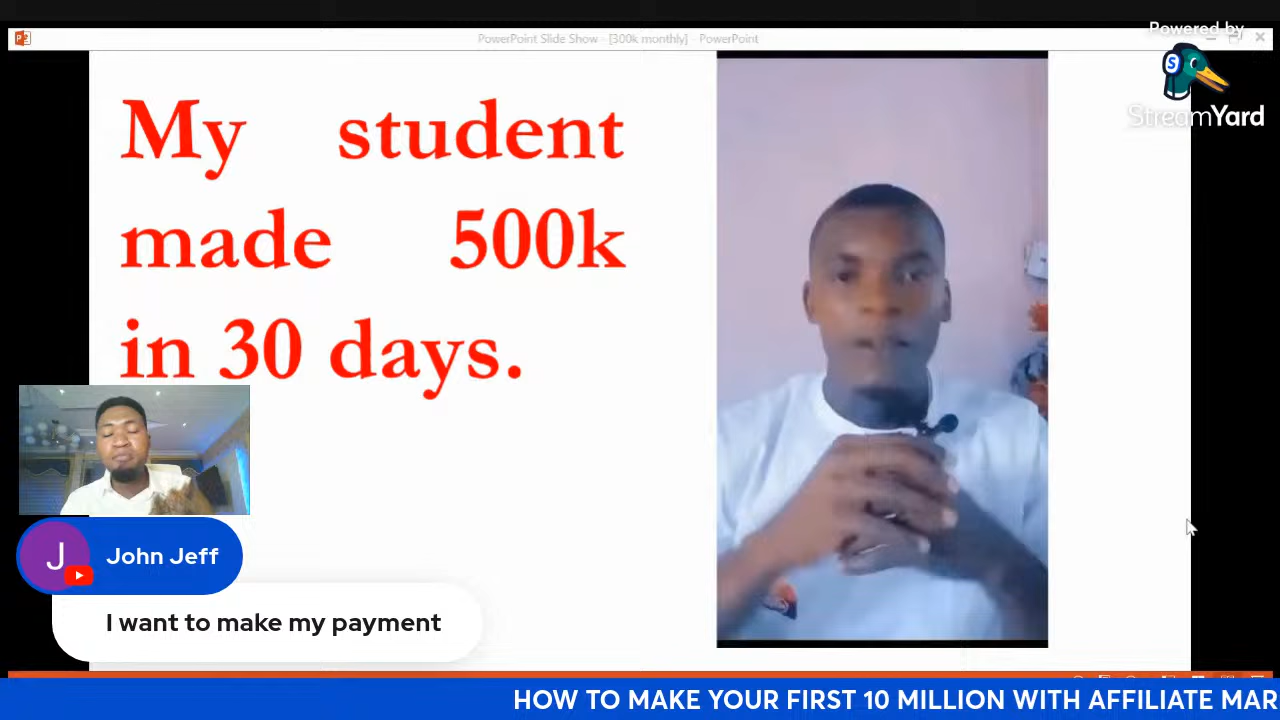 Powered by
PowerPoint Slide Show - [300k monthly] - PowerPoint
S
StreamYard
My student
made 500k
in 30 days.
J
John Jeff
I want to make my payment
HOW TO MAKE YOUR FIRST 10 MILLION WITH AFFILIATE MAR